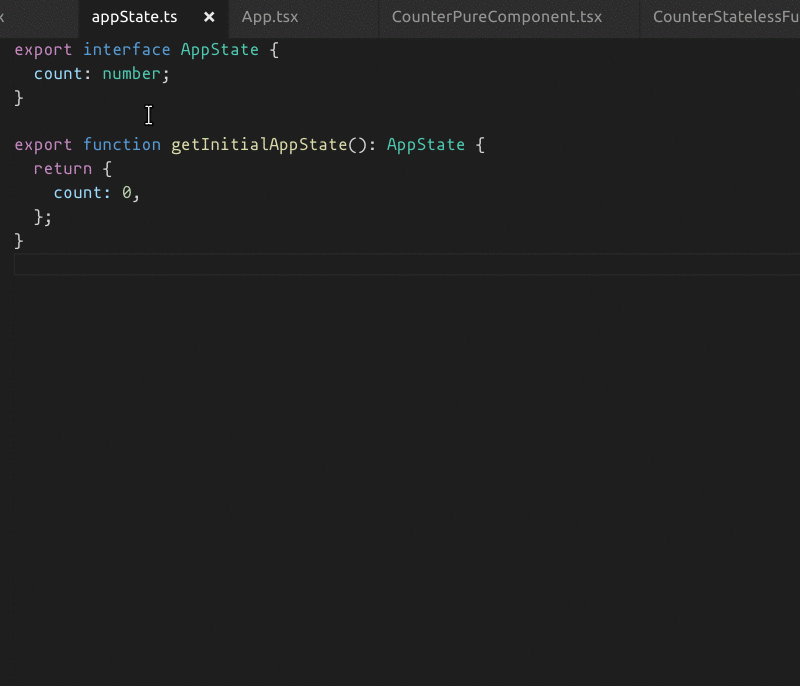 appState.ts × App.tsx CounterPureComponent.tsx CounterStatelessFu
export interface AppState {
  count: number;
}
export function getInitialAppState(): AppState {
  return {
    count: 0,
  };
}